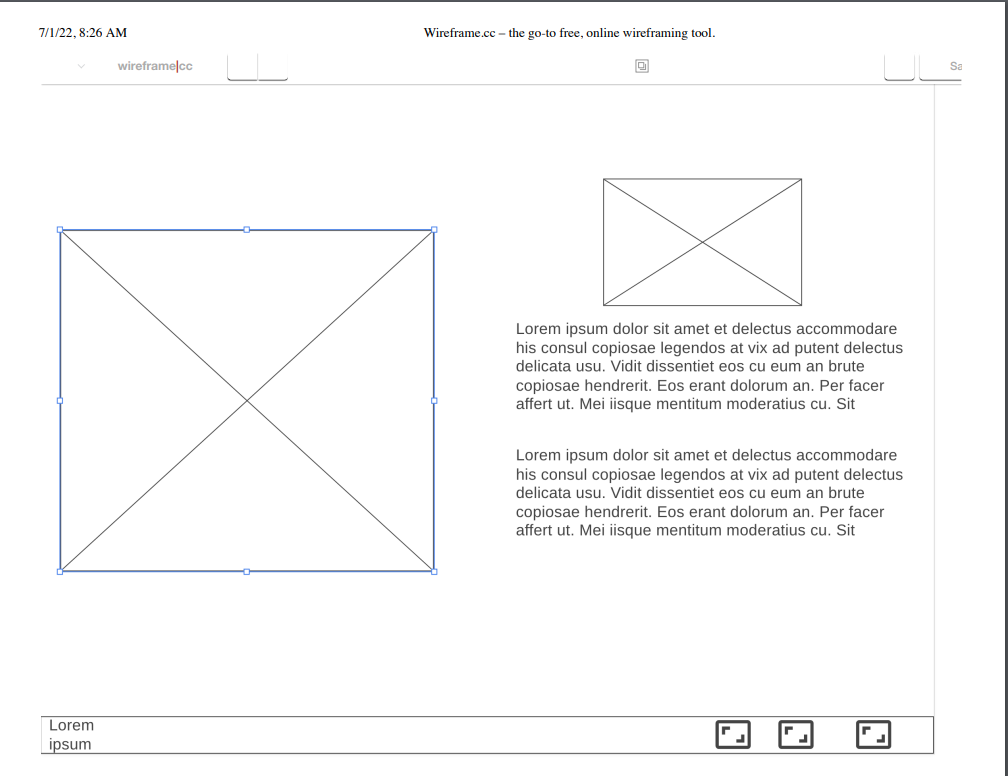 7/1/22, 8:26 AM
Wireframe.cc – the go-to free, online wireframing tool.
wireframe|cc
Sa
Lorem ipsum dolor sit amet et delectus accommodare
his consul copiosae legendos at vix ad putent delectus
delicata usu. Vidit dissentiet eos cu eum an brute
copiosae hendrerit. Eos erant dolorum an. Per facer
affert ut. Mei iisque mentitum moderatius cu. Sit
Lorem ipsum dolor sit amet et delectus accommodare
his consul copiosae legendos at vix ad putent delectus
delicata usu. Vidit dissentiet eos cu eum an brute
copiosae hendrerit. Eos erant dolorum an. Per facer
affert ut. Mei iisque mentitum moderatius cu. Sit
Lorem
ipsum